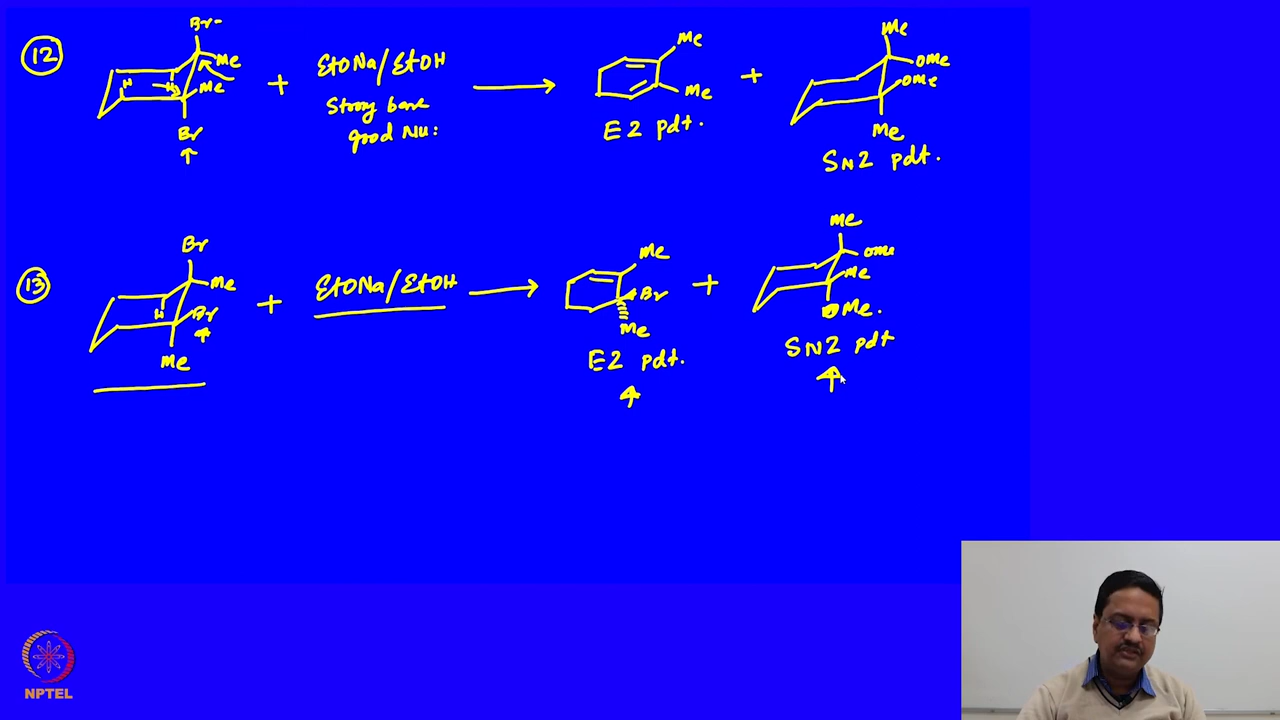 12
Br
Me
H
H
Me
Br
+
EtONa/EtOH
Strong base
good Nu:
Me
Me
E2 pdt.
+
Me
OMe
OMe
Me
SN2 pdt.
13
Br
Me
H
Br
Me
+
EtONa/EtOH
Me
Br
Me
E2 pdt.
+
Me
OMe
Me
OMe.
SN2 pdt
NPTEL